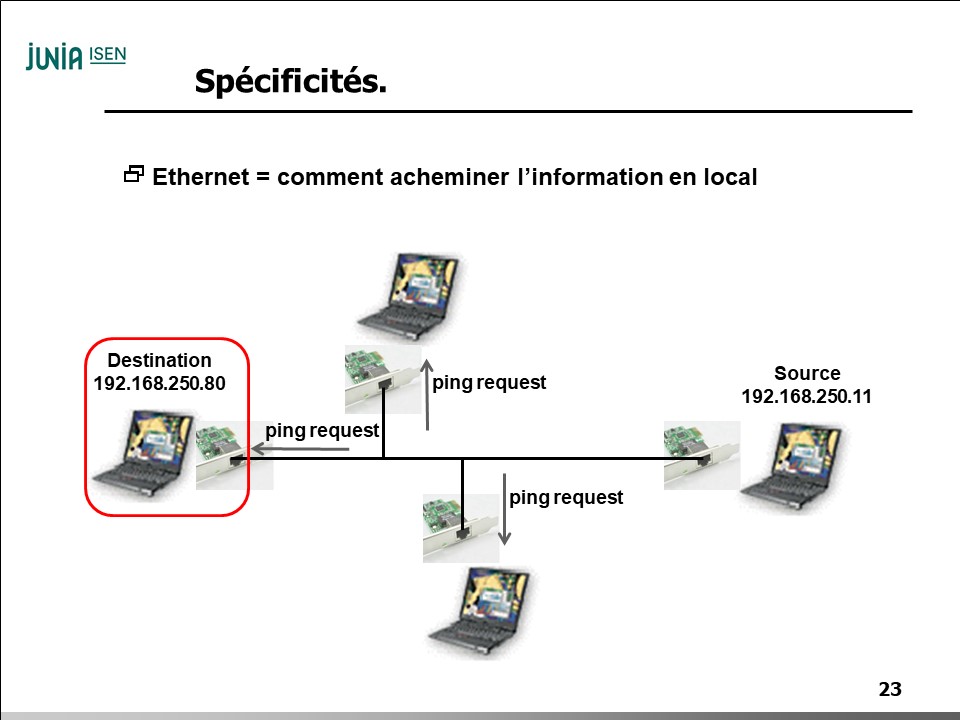 JUNIA ISEN
Spécificités.
Ethernet = comment acheminer l’information en local
Destination
192.168.250.80
ping request
ping request
Source
192.168.250.11
ping request
23